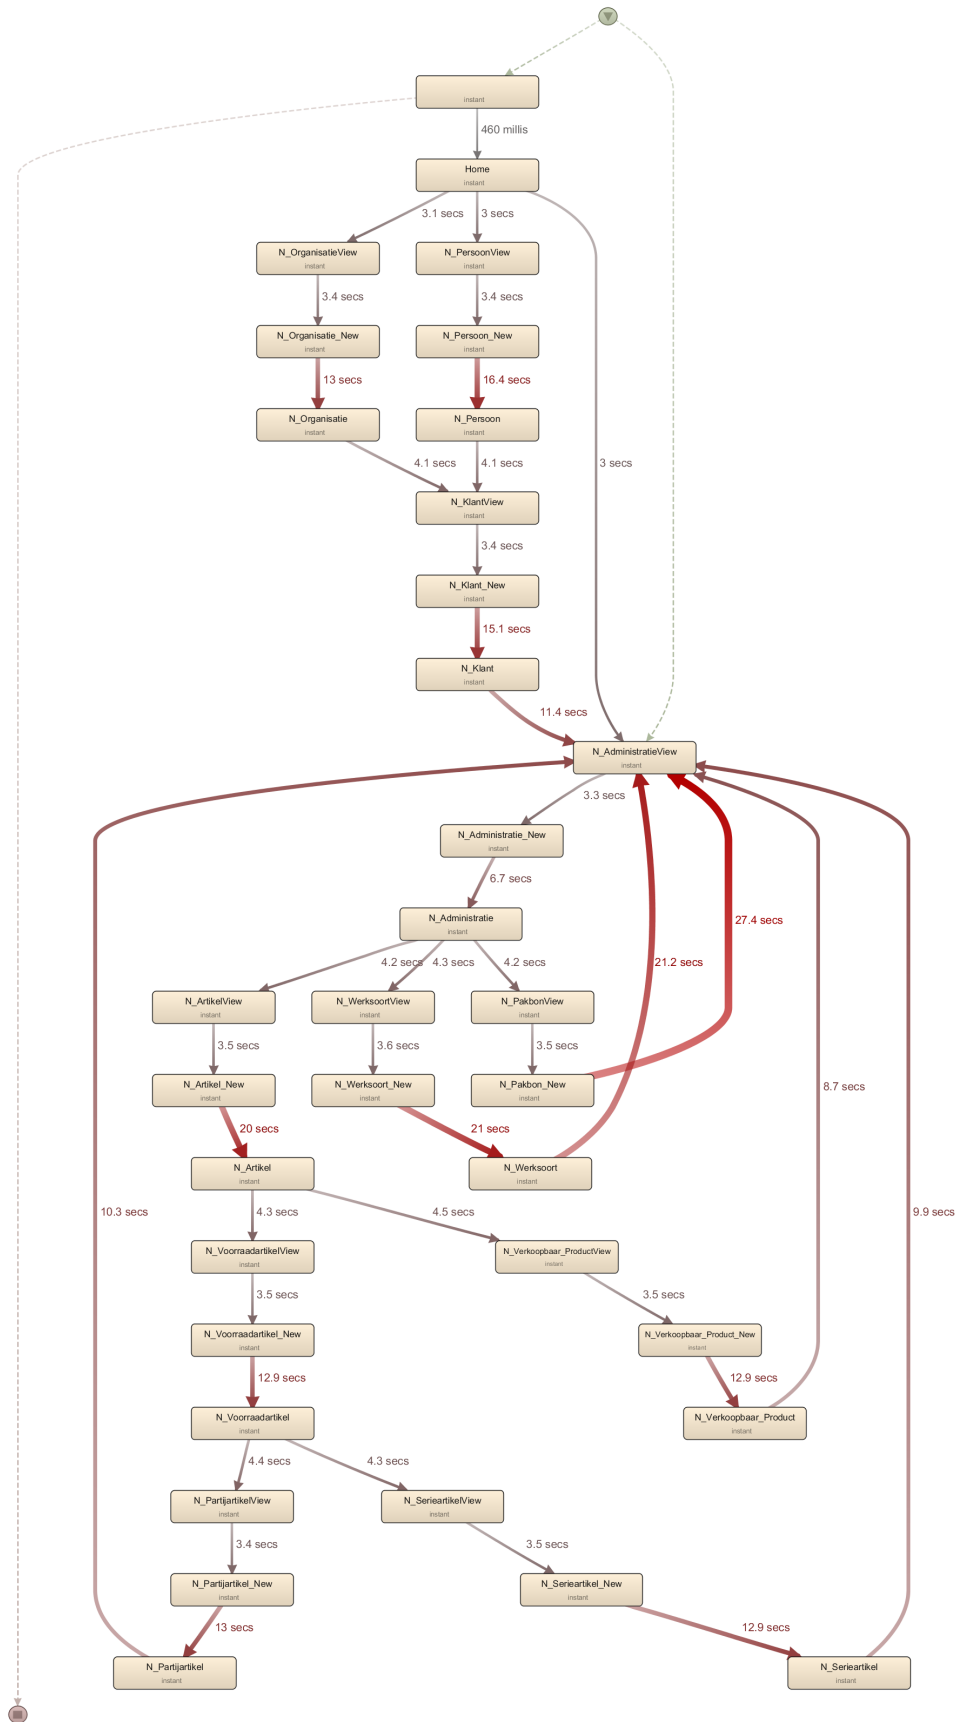 instant
460 millis
Home
instant
3.1 secs
3 secs
N_OrganisatieView
instant
N_PersoonView
instant
3.4 secs
3.4 secs
N_Organisatie_New
instant
N_Persoon_New
instant
13 secs
16.4 secs
N_Organisatie
instant
N_Persoon
instant
4.1 secs
4.1 secs
3 secs
N_KlantView
instant
3.4 secs
N_Klant_New
instant
15.1 secs
N_Klant
instant
11.4 secs
N_AdministratieView
instant
3.3 secs
N_Administratie_New
instant
6.7 secs
N_Administratie
instant
27.4 secs
4.2 secs
4.3 secs
4.2 secs
21.2 secs
N_ArtikelView
instant
N_WerksoortView
instant
N_PakbonView
instant
3.5 secs
3.6 secs
3.5 secs
N_Artikel_New
instant
N_Werksoort_New
instant
N_Pakbon_New
instant
8.7 secs
20 secs
21 secs
N_Artikel
instant
N_Werksoort
instant
10.3 secs
4.3 secs
4.5 secs
9.9 secs
N_VoorraadartikelView
instant
N_Verkoopbaar_ProductView
instant
3.5 secs
3.5 secs
N_Voorraadartikel_New
instant
N_Verkoopbaar_Product_New
instant
12.9 secs
12.9 secs
N_Voorraadartikel
instant
N_Verkoopbaar_Product
instant
4.4 secs
4.3 secs
N_PartijartikelView
instant
N_SerieartikelView
instant
3.4 secs
3.5 secs
N_Partijartikel_New
instant
N_Serieartikel_New
instant
13 secs
12.9 secs
N_Partijartikel
instant
N_Serieartikel
instant